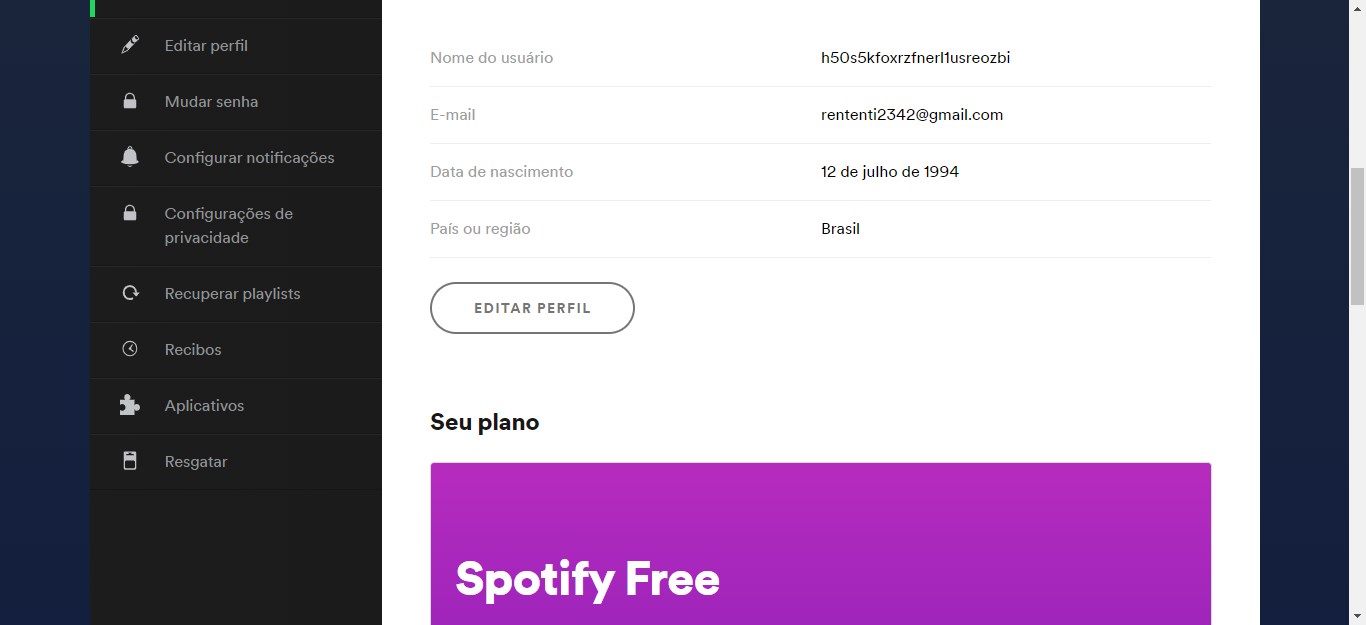 Editar perfil
Mudar senha
Configurar notificações
Configurações de
privacidade
Recuperar playlists
Recibos
Aplicativos
Resgatar
Nome do usuário h50s5kfoxrzfnerl1usreozbi
E-mail rententi2342@gmail.com
Data de nascimento 12 de julho de 1994
País ou região Brasil
EDITAR PERFIL
Seu plano
Spotify Free